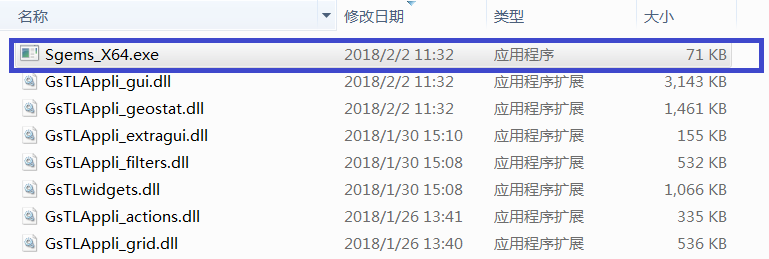 名称 修改日期 类型 大小
Sgems_X64.exe 2018/2/2 11:32 应用程序 71 KB
GsTLAppli_gui.dll 2018/2/2 11:32 应用程序扩展 3,143 KB
GsTLAppli_geostat.dll 2018/2/2 11:32 应用程序扩展 1,461 KB
GsTLAppli_extragui.dll 2018/1/30 15:10 应用程序扩展 155 KB
GsTLAppli_filters.dll 2018/1/30 15:08 应用程序扩展 532 KB
GsTLwidgets.dll 2018/1/30 15:08 应用程序扩展 1,066 KB
GsTLAppli_actions.dll 2018/1/26 13:41 应用程序扩展 335 KB
GsTLAppli_grid.dll 2018/1/26 13:40 应用程序扩展 536 KB